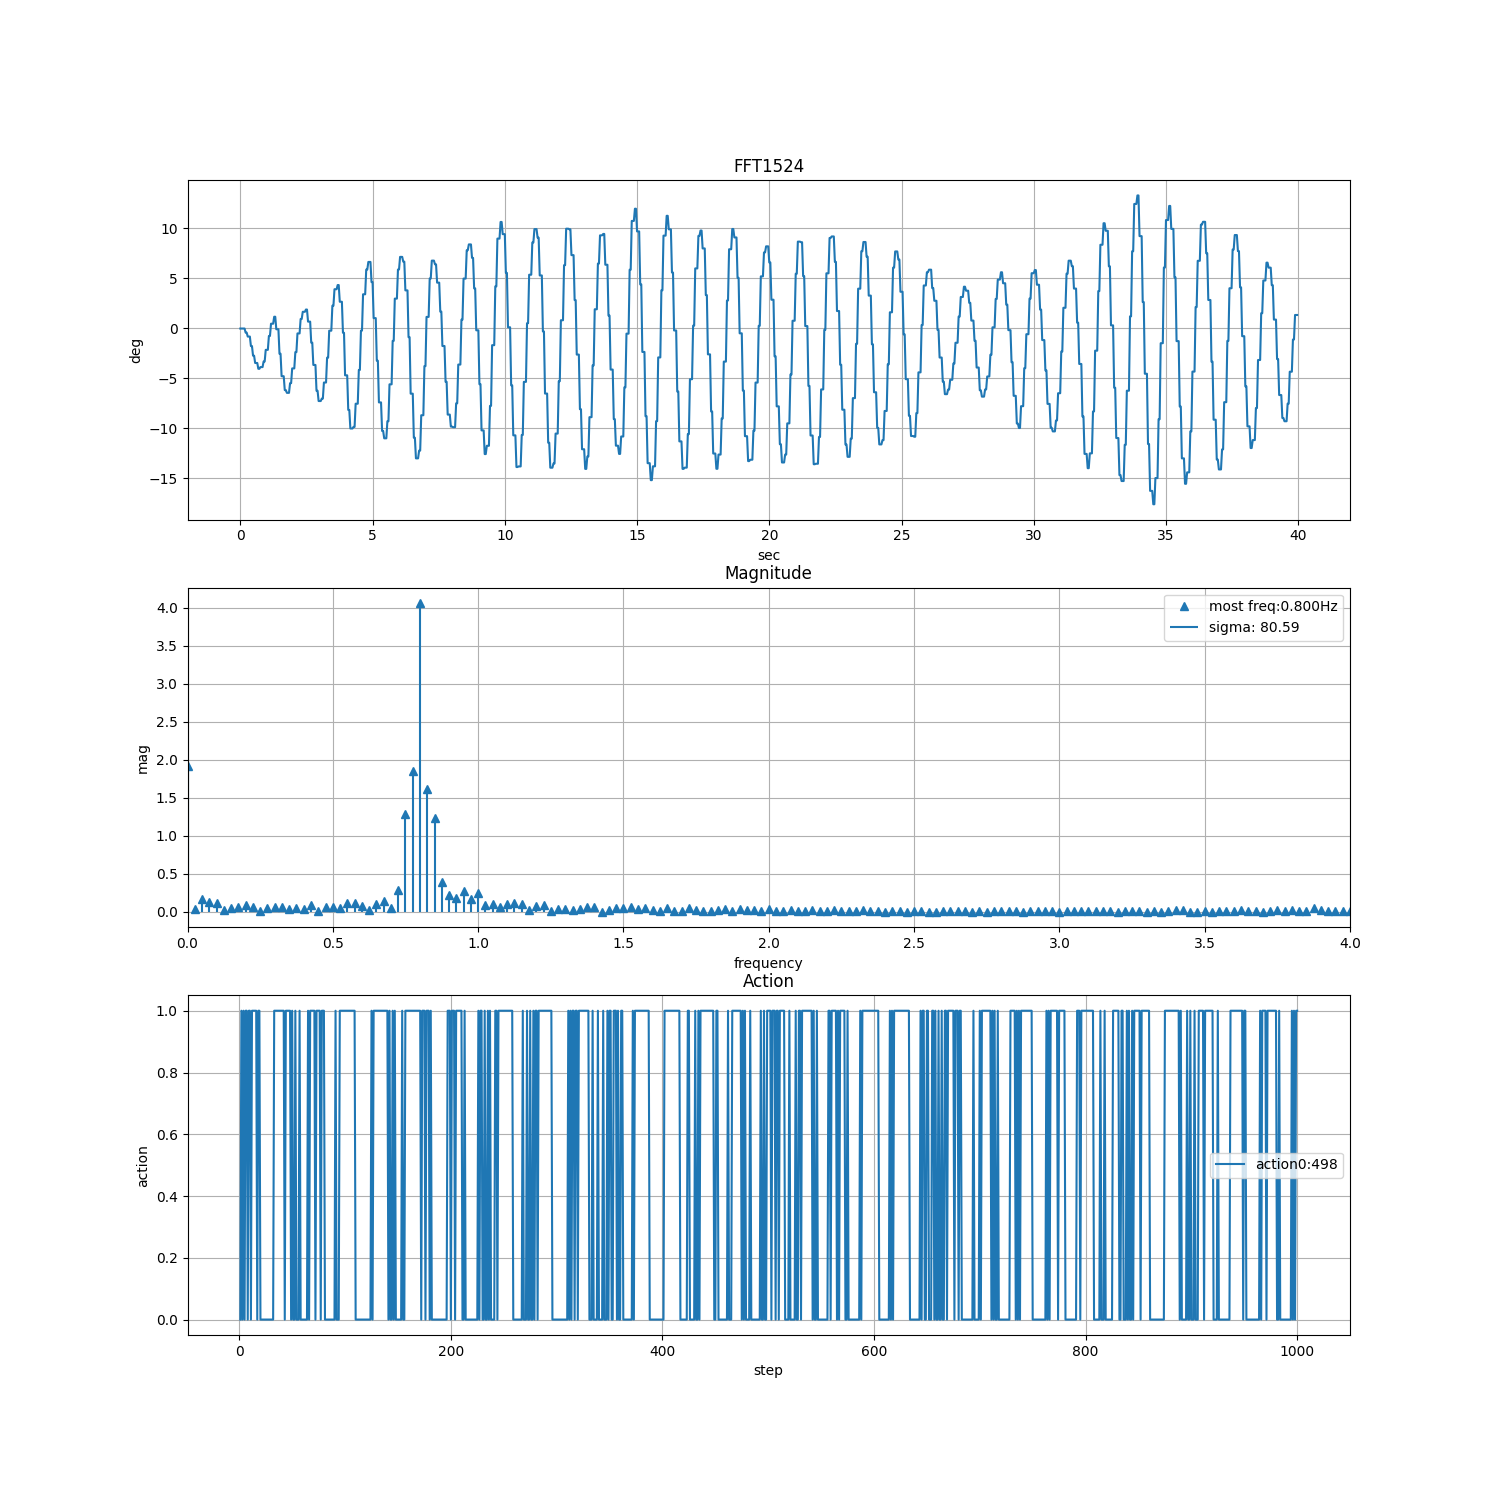 FFT1524
10
5
0
−5
−10
−15
deg
0 5 10 15 20 25 30 35 40
sec
Magnitude
most freq:0.800Hz
sigma: 80.59
4.0
3.5
3.0
2.5
2.0
1.5
1.0
0.5
0.0
mag
0.0 0.5 1.0 1.5 2.0 2.5 3.0 3.5 4.0
frequency
Action
1.0
0.8
0.6
0.4
0.2
0.0
action
action0:498
0 200 400 600 800 1000
step